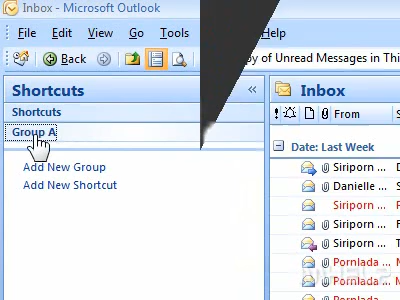 Inbox - Microsoft Outlook
File Edit View Go Tools Help
Back
py of Unread Messages in Thi
Shortcuts «
Shortcuts
Group A
Add New Group
Add New Shortcut
Inbox
! From
Date: Last Week
Siriporn ...
Danielle ...
Siriporn ...
Siriporn ...
Siriporn T...
Pornlada ...
Pornlada ...
Pornlada ...